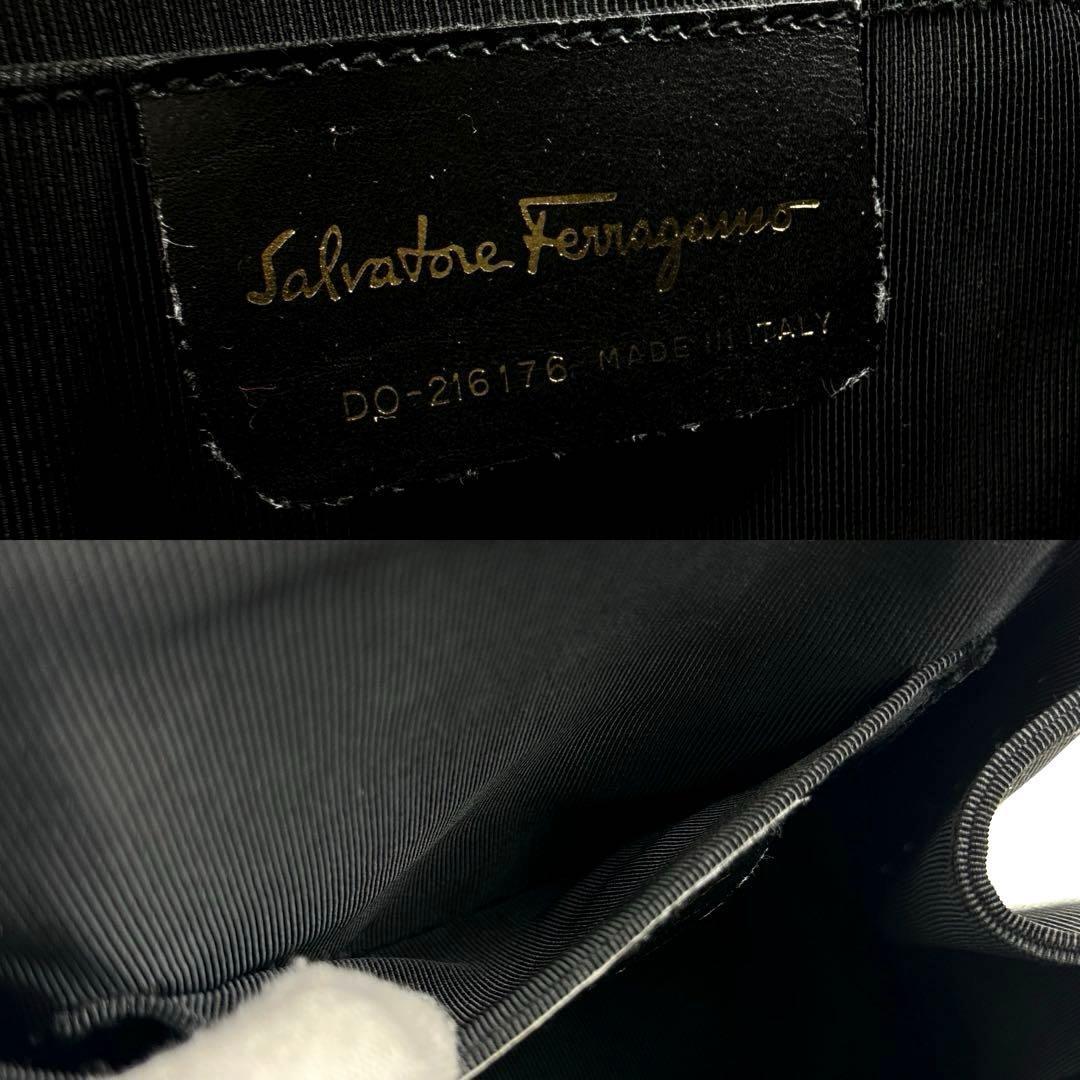 Salvatore Ferragamo
DQ-216176 MADE IN ITALY